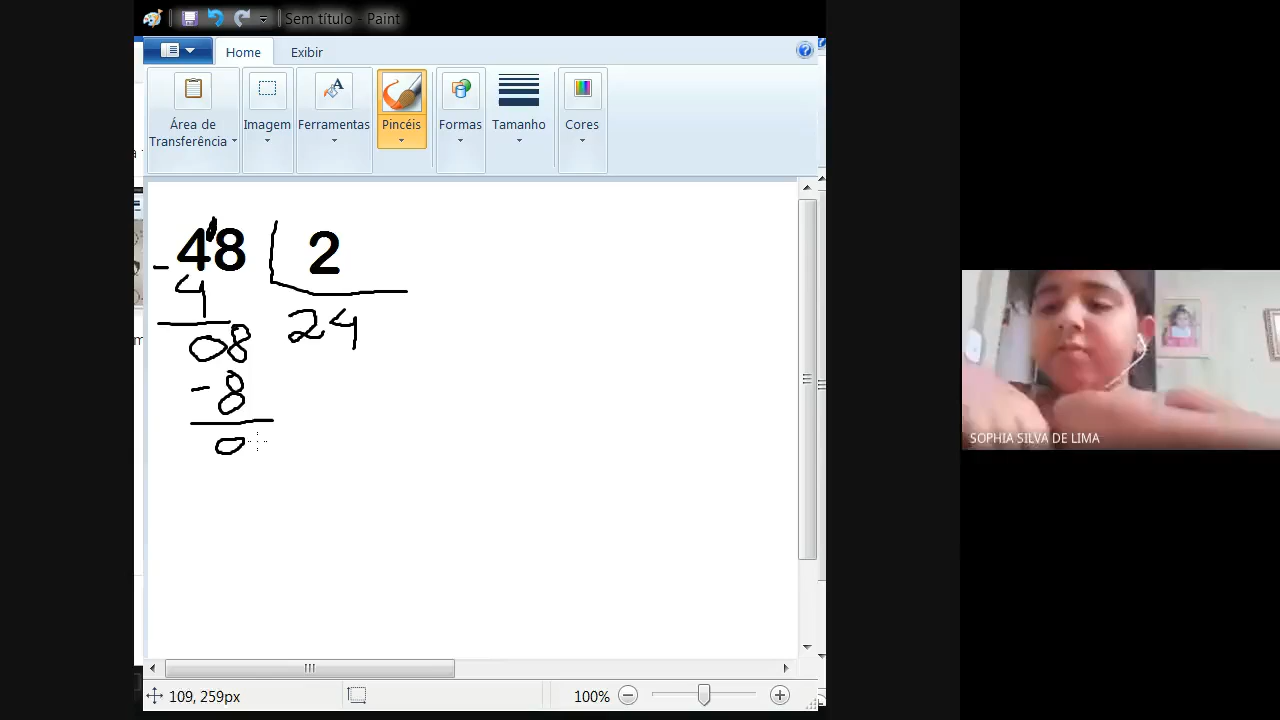 Sem título - Paint
Home Exibir
Área de Transferência Imagem Ferramentas Pincéis Formas Tamanho Cores
48 2
- 4 24
08
- 8
0
SOPHIA SILVA DE LIMA
109, 259px 100%